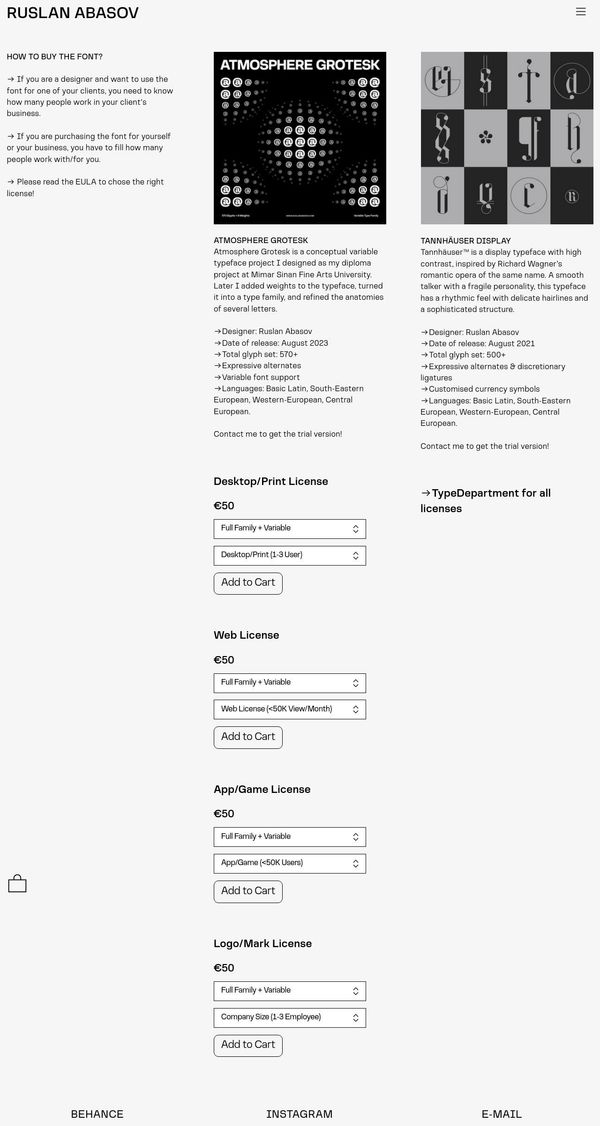 RUSLAN ABASOV
HOW TO BUY THE FONT?
→ If you are a designer and want to use the
font for one of your clients, you need to know
how many people work in your client's
business.
→ If you are purchasing the font for yourself
or your business, you have to fill how many
people work with/for you.
→ Please read the EULA to chose the right
license!
ATMOSPHERE GROTESK
ATMOSPHERE GROTESK
Atmosphere Grotesk is a conceptual variable
typeface project I designed as my diploma
project at Mimar Sinan Fine Arts University.
Later I added weights to the typeface, turned
it into a type family, and refined the anatomies
of several letters.
→Designer: Ruslan Abasov
→Date of release: August 2023
→Total glyph set: 570+
→Expressive alternates
→Variable font support
→Languages: Basic Latin, South-Eastern
European, Western-European, Central
European.
Contact me to get the trial version!
Desktop/Print License
€50
Full Family + Variable
Desktop/Print (1-3 User)
Add to Cart
Web License
€50
Full Family + Variable
Web License (<50K View/Month)
Add to Cart
App/Game License
€50
Full Family + Variable
App/Game (<50K Users)
Add to Cart
Logo/Mark License
€50
Full Family + Variable
Company Size (1-3 Employee)
Add to Cart
TANNHÄUSER DISPLAY
Tannhäuser™ is a display typeface with high
contrast, inspired by Richard Wagner's
romantic opera of the same name. A smooth
talker with a fragile personality, this typeface
has a rhythmic feel with delicate hairlines and
a sophisticated structure.
→Designer: Ruslan Abasov
→Date of release: August 2021
→Total glyph set: 500+
→Expressive alternates & discretionary
ligatures
→Customised currency symbols
→Languages: Basic Latin, South-Eastern
European, Western-European, Central
European.
Contact me to get the trial version!
→TypeDepartment for all
licenses
BEHANCE
INSTAGRAM
E-MAIL